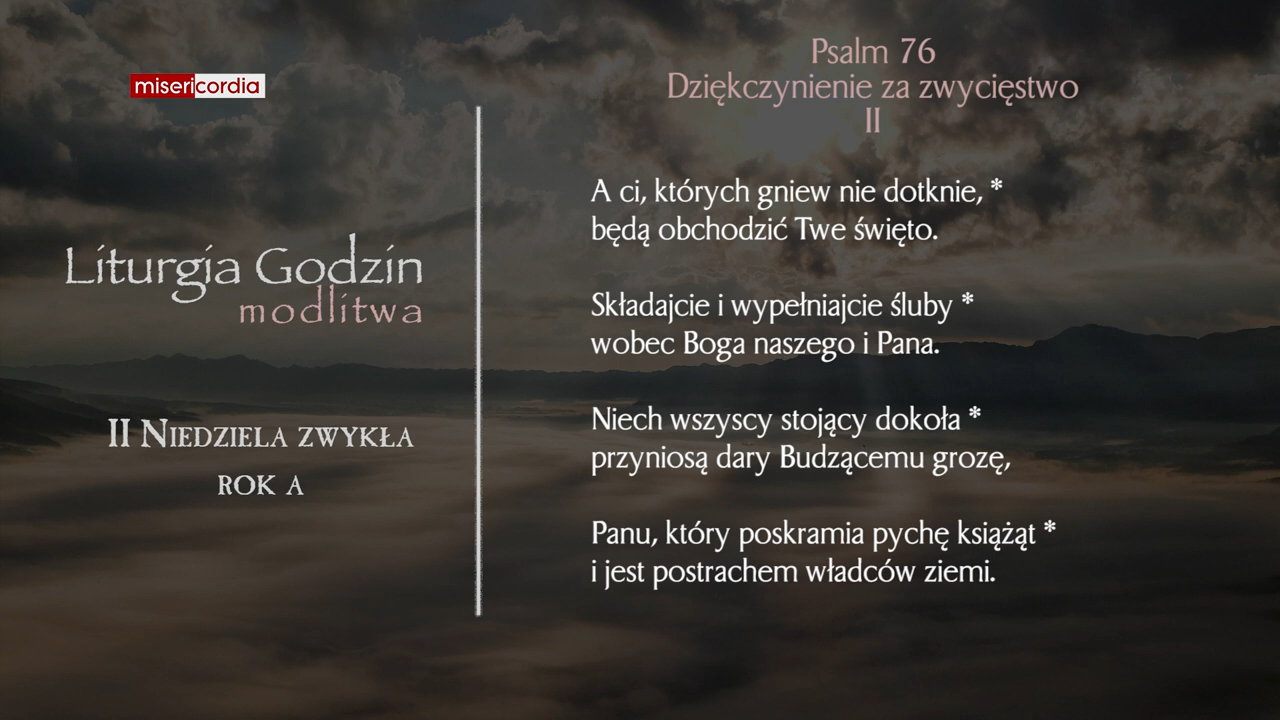 misericordia
Liturgia Godzin
modlitwa
II Niedziela zwykła
rok A
Psalm 76
Dziękczynienie za zwycięstwo
II
A ci, których gniew nie dotknie, *
będą obchodzić Twe święto.
Składajcie i wypełniajcie śluby *
wobec Boga naszego i Pana.
Niech wszyscy stojący dokoła *
przyniosą dary Budzącemu grozę,
Panu, który poskramia pychę książąt *
i jest postrachem władców ziemi.